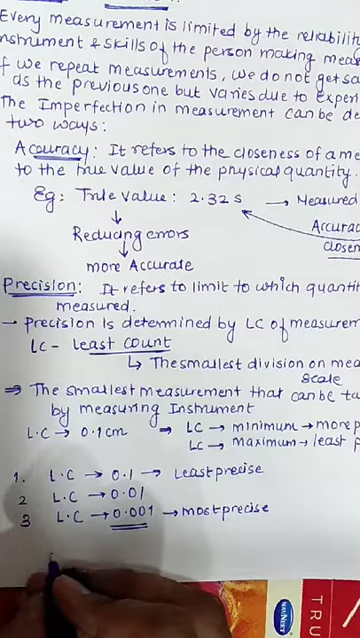 Every measurement is limited by the reliabilit
Instrument & skills of the person making meas
f we repeat measurements, we do not get sa
as the previous one but varies due to Experi
The Imperfection in measurement can be de
two ways:
Accuracy: It refers to the closeness of a me
to the true value of the physical quantity.
Eg: True value: 2.32 s → Measured
Accurac
Reducing errors
closen
more Accurate
Precision: It refers to limit to which quantit
measured.
→ Precision is determined by LC of measurem
LC - least count
↳ The smallest division on mea
scale
⇒ The smallest measurement that can be ta
by measuring Instrument
L.C → 0.1 cm ⇒ LC → minimum → more p
LC → maximum → least p
1. L.C → 0.1 → Least precise
2 L.C → 0.01
3 L.C → 0.001 → most precise
TRU